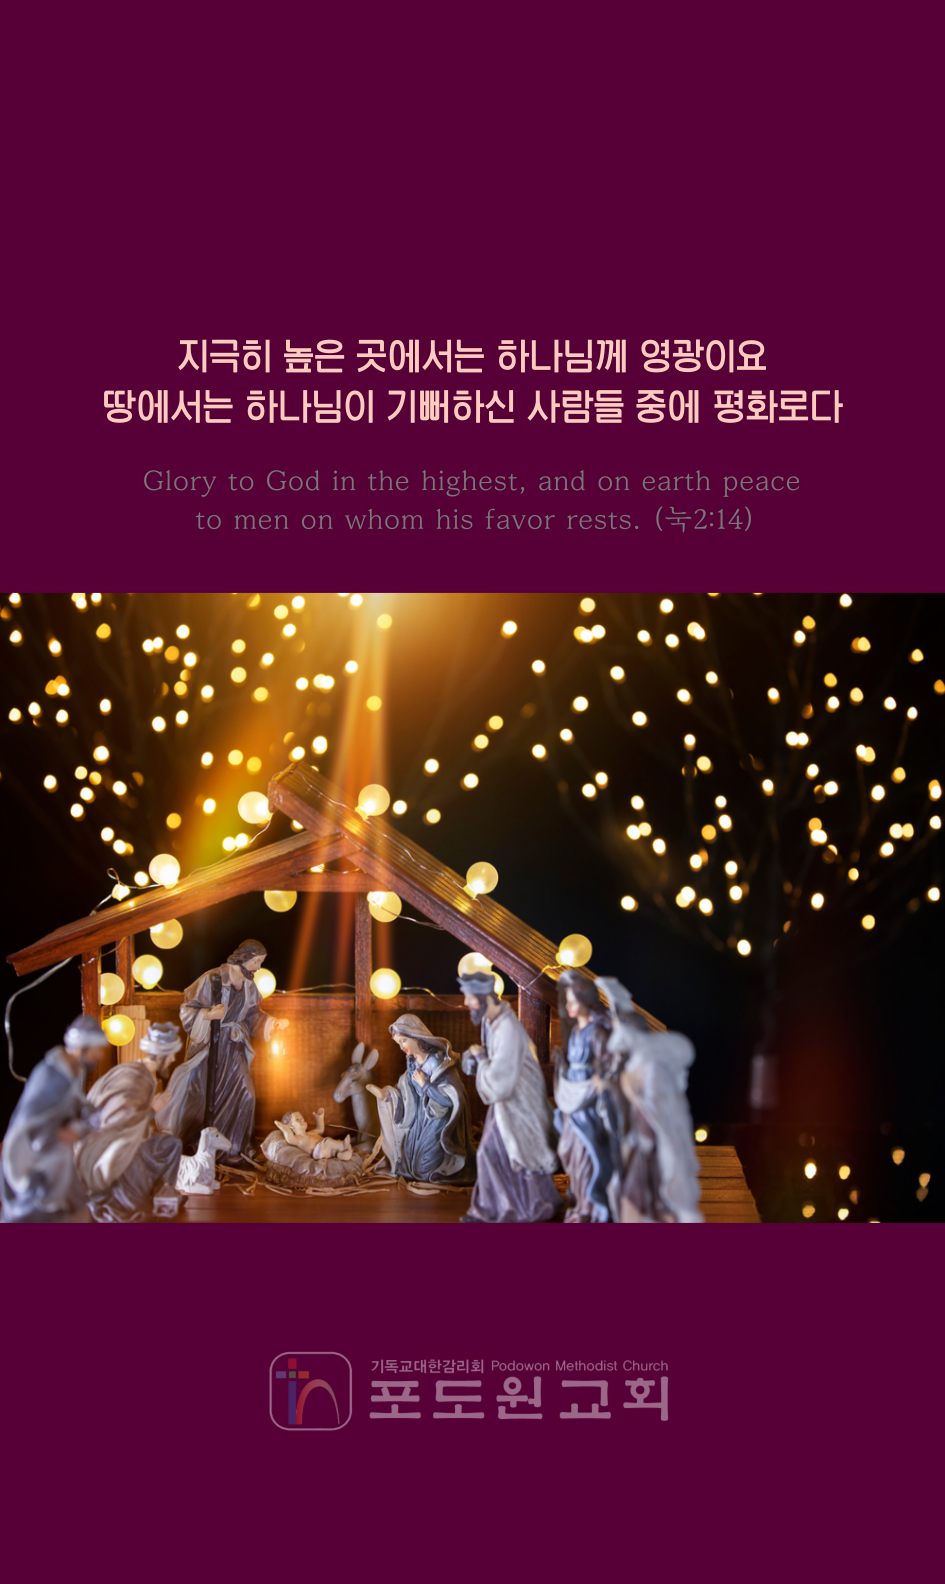 지극히 높은 곳에서는 하나님께 영광이요
땅에서는 하나님이 기뻐하신 사람들 중에 평화로다
Glory to God in the highest, and on earth peace
to men on whom his favor rests. (눅2:14)
기독교대한감리회 Podowon Methodist Church
포도원교회